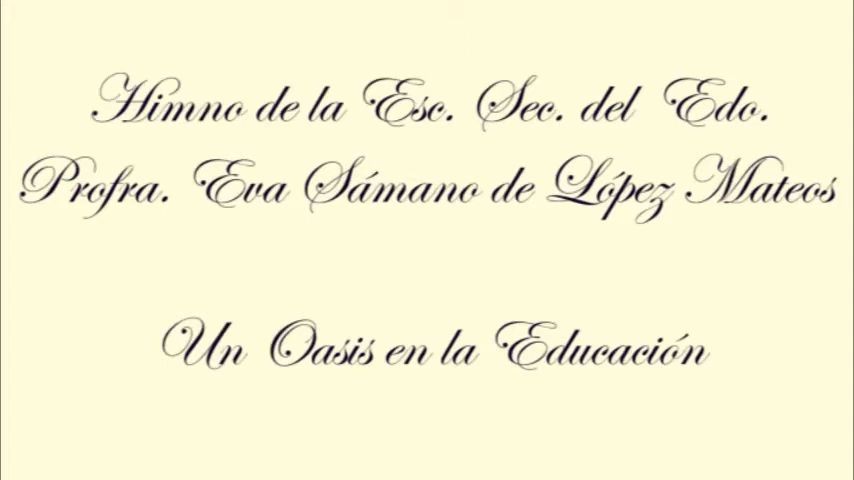 Himno de la Esc. Sec. del Edo.
Profra. Eva Sámano de López Mateos
Un Oasis en la Educación